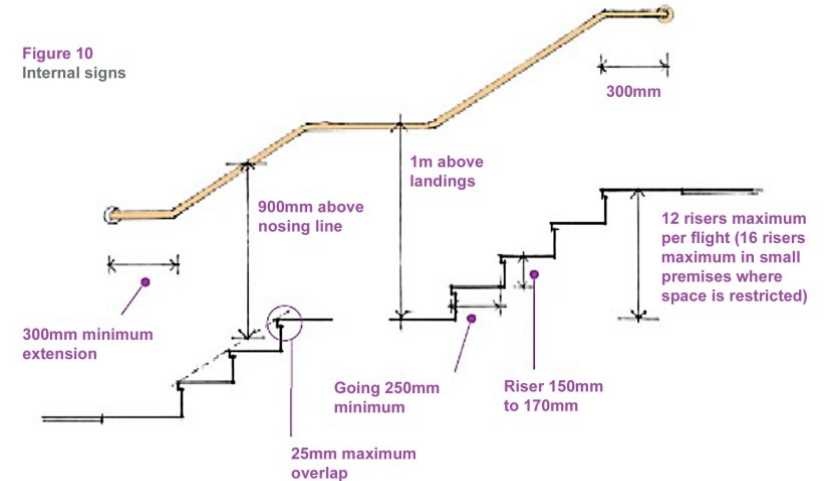 Figure 10
Internal signs
300mm
1m above
landings
900mm above
nosing line
12 risers maximum
per flight (16 risers
maximum in small
premises where
space is restricted)
300mm minimum
extension
Going 250mm
minimum
Riser 150mm
to 170mm
25mm maximum
overlap